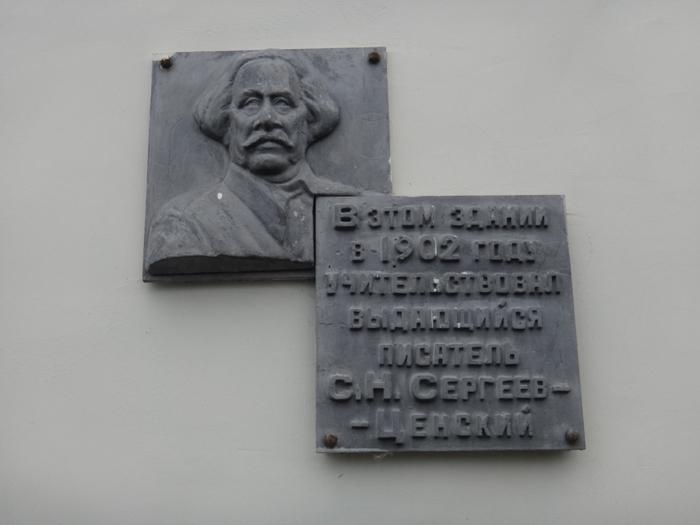 В этом здании
в 1902 году
учительствовал
выдающийся
писатель
С.Н. Сергеев-
-Ценский